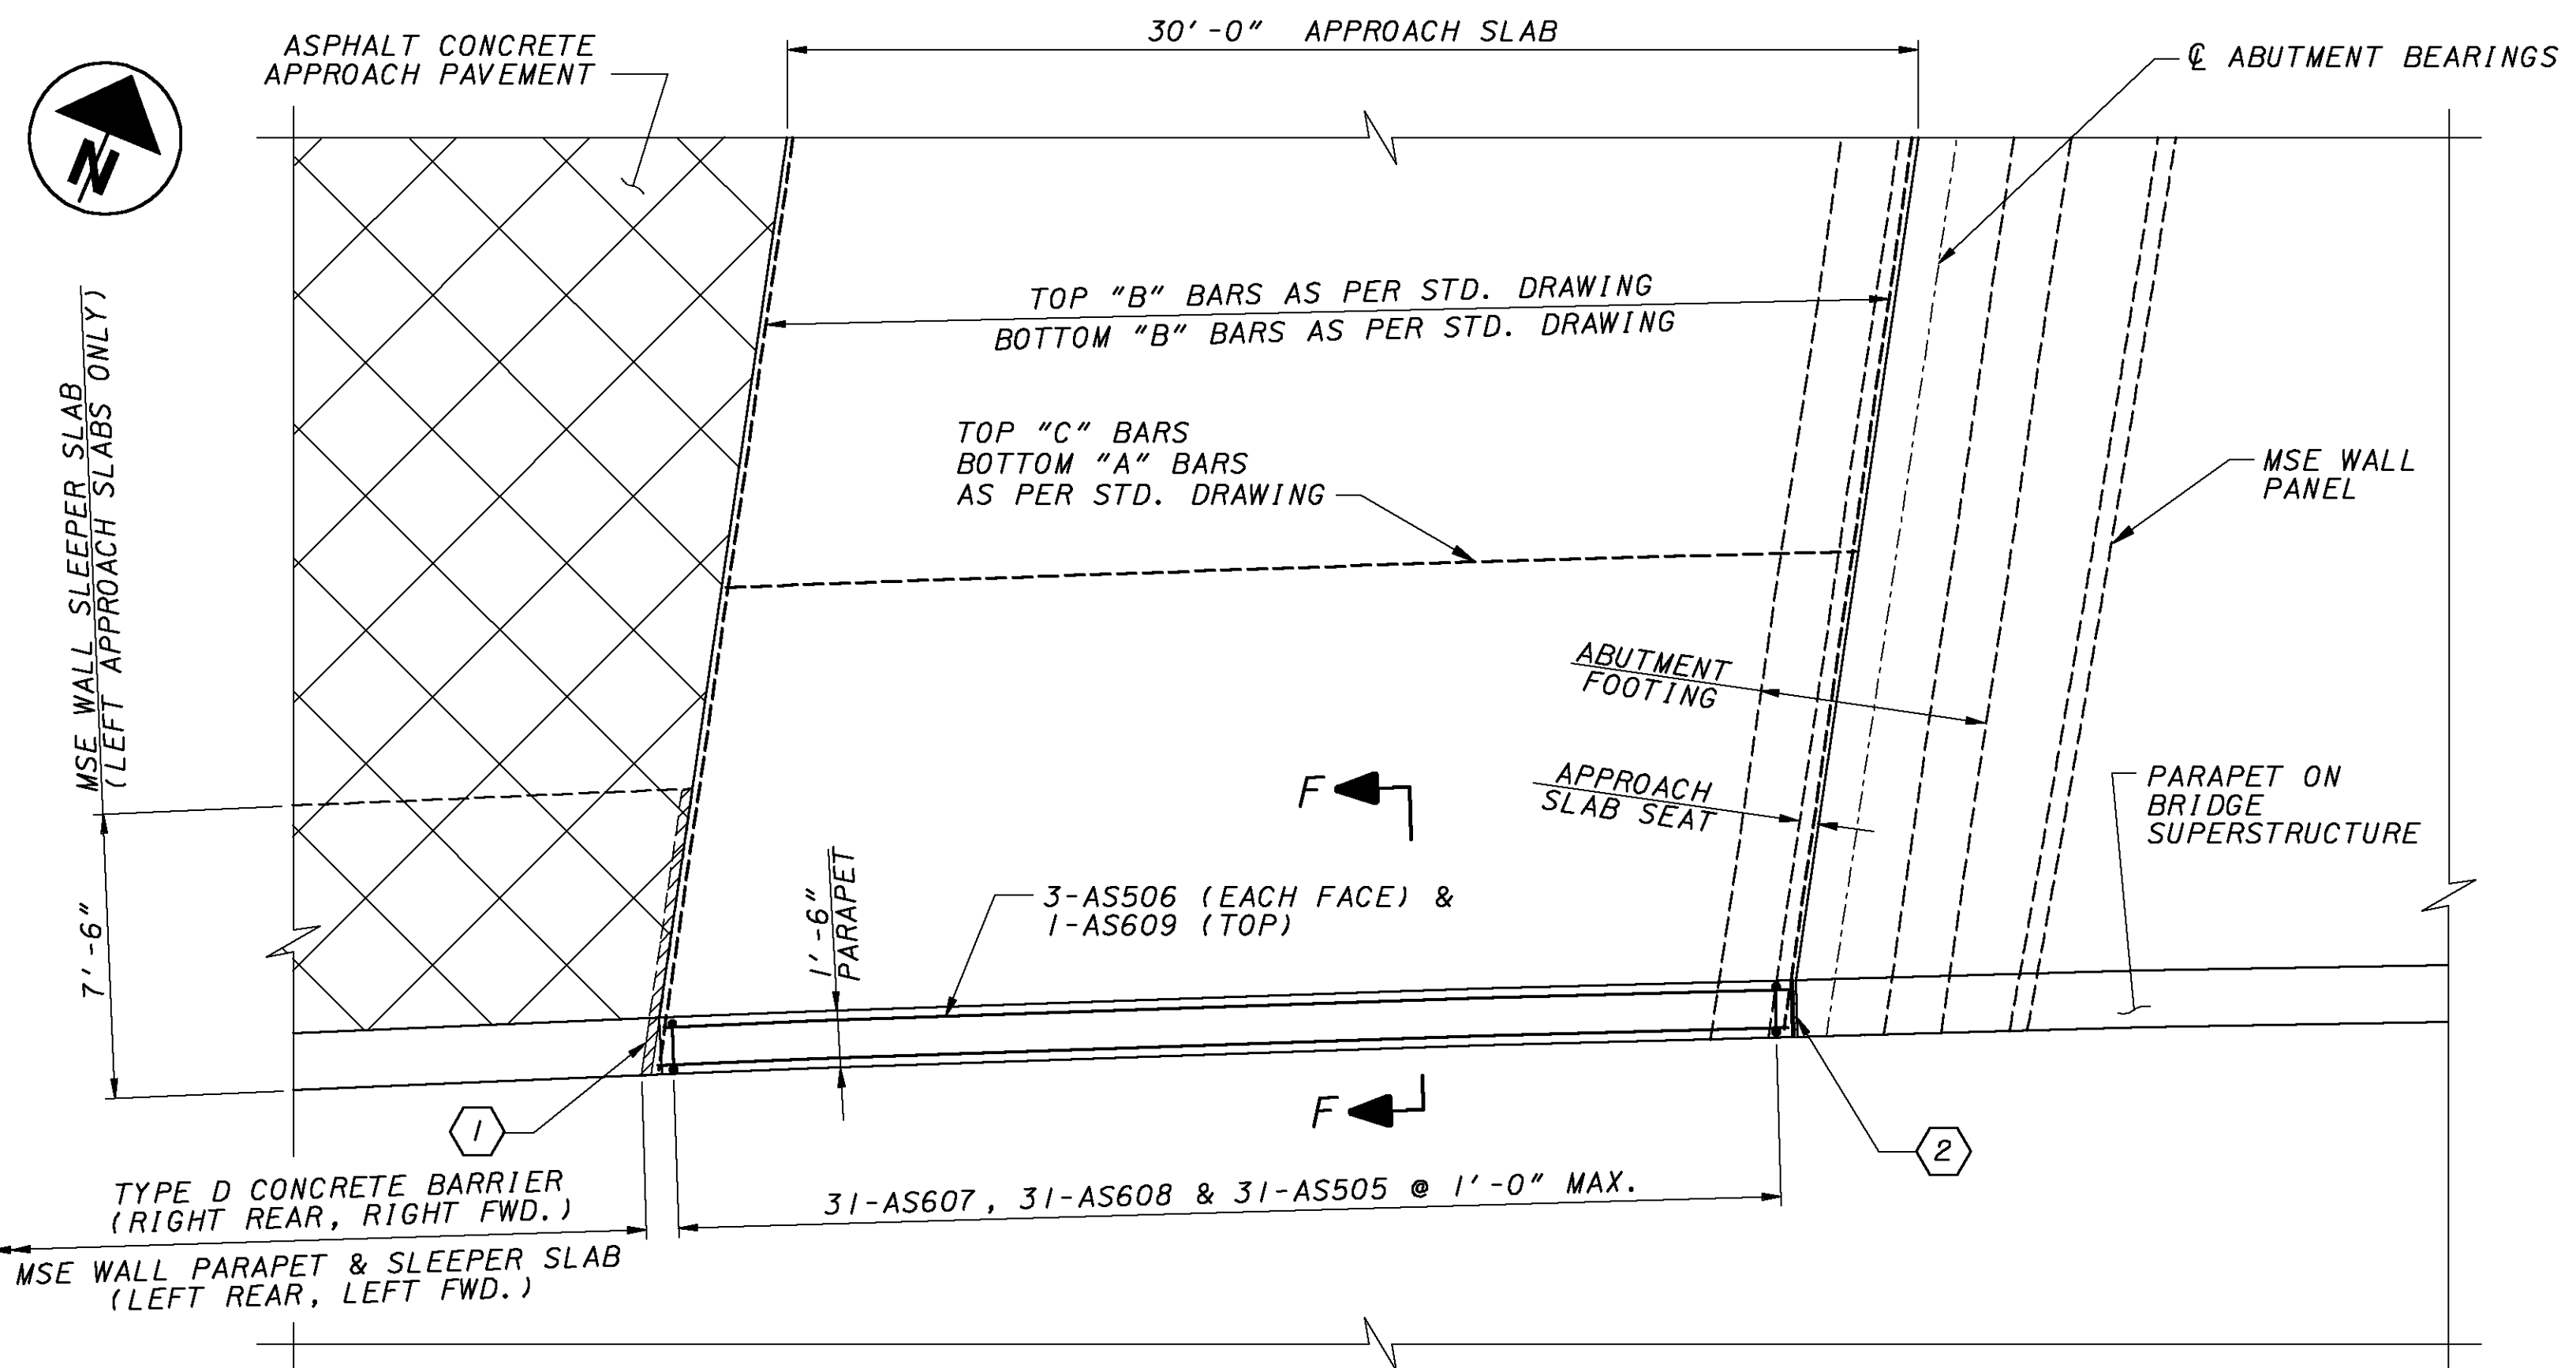 30'-0" APPROACH SLAB
ASPHALT CONCRETE
APPROACH PAVEMENT
℄ ABUTMENT BEARINGS
N
TOP "B" BARS AS PER STD. DRAWING
BOTTOM "B" BARS AS PER STD. DRAWING
MSE WALL SLEEPER SLAB
(LEFT APPROACH SLABS ONLY)
TOP "C" BARS
BOTTOM "A" BARS
AS PER STD. DRAWING
MSE WALL
PANEL
ABUTMENT
FOOTING
APPROACH
SLAB SEAT
F
PARAPET ON
BRIDGE
SUPERSTRUCTURE
7'-6"
1'-6"
PARAPET
3-AS506 (EACH FACE) &
1-AS609 (TOP)
F
1
2
TYPE D CONCRETE BARRIER
(RIGHT REAR, RIGHT FWD.)
31-AS607, 31-AS608 & 31-AS505 @ 1'-0" MAX.
MSE WALL PARAPET & SLEEPER SLAB
(LEFT REAR, LEFT FWD.)